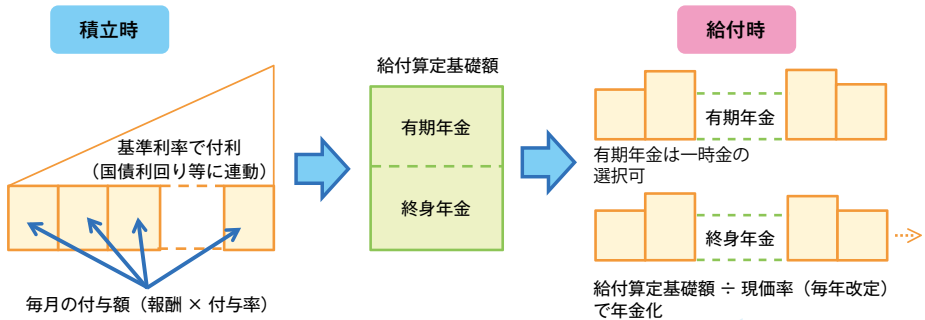 積立時
給付時
給付算定基礎額
基準利率で付利
（国債利回り等に連動）
有期年金
終身年金
毎月の付与額（報酬 × 付与率）
有期年金
有期年金は一時金の
選択可
終身年金
給付算定基礎額 ÷ 現価率（毎年改定）
で年金化